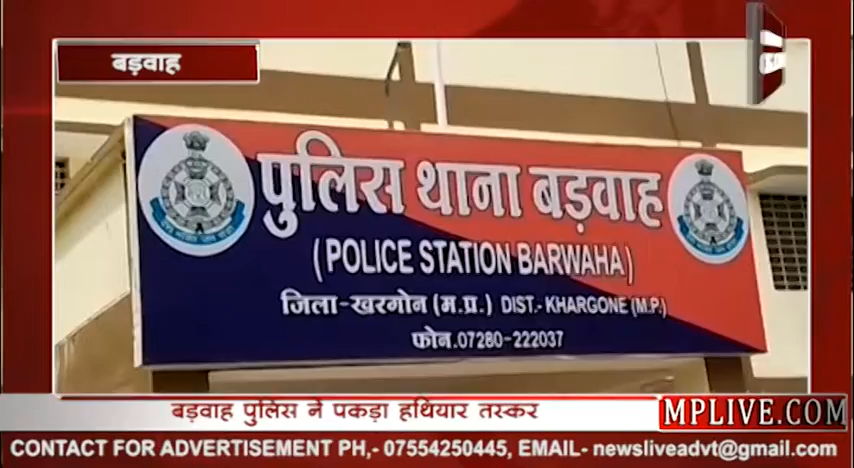 बड़वाह
पुलिस थाना बड़वाह
(POLICE STATION BARWAHA)
जिला-खरगोन (म.प्र.) DIST.- KHARGONE (M.P.)
फोन.07280-222037
बड़वाह पुलिस ने पकड़ा हथियार तस्कर
MPLIVE.COM
CONTACT FOR ADVERTISEMENT PH,- 07554250445, EMAIL- newsliveadvt@gmail.com